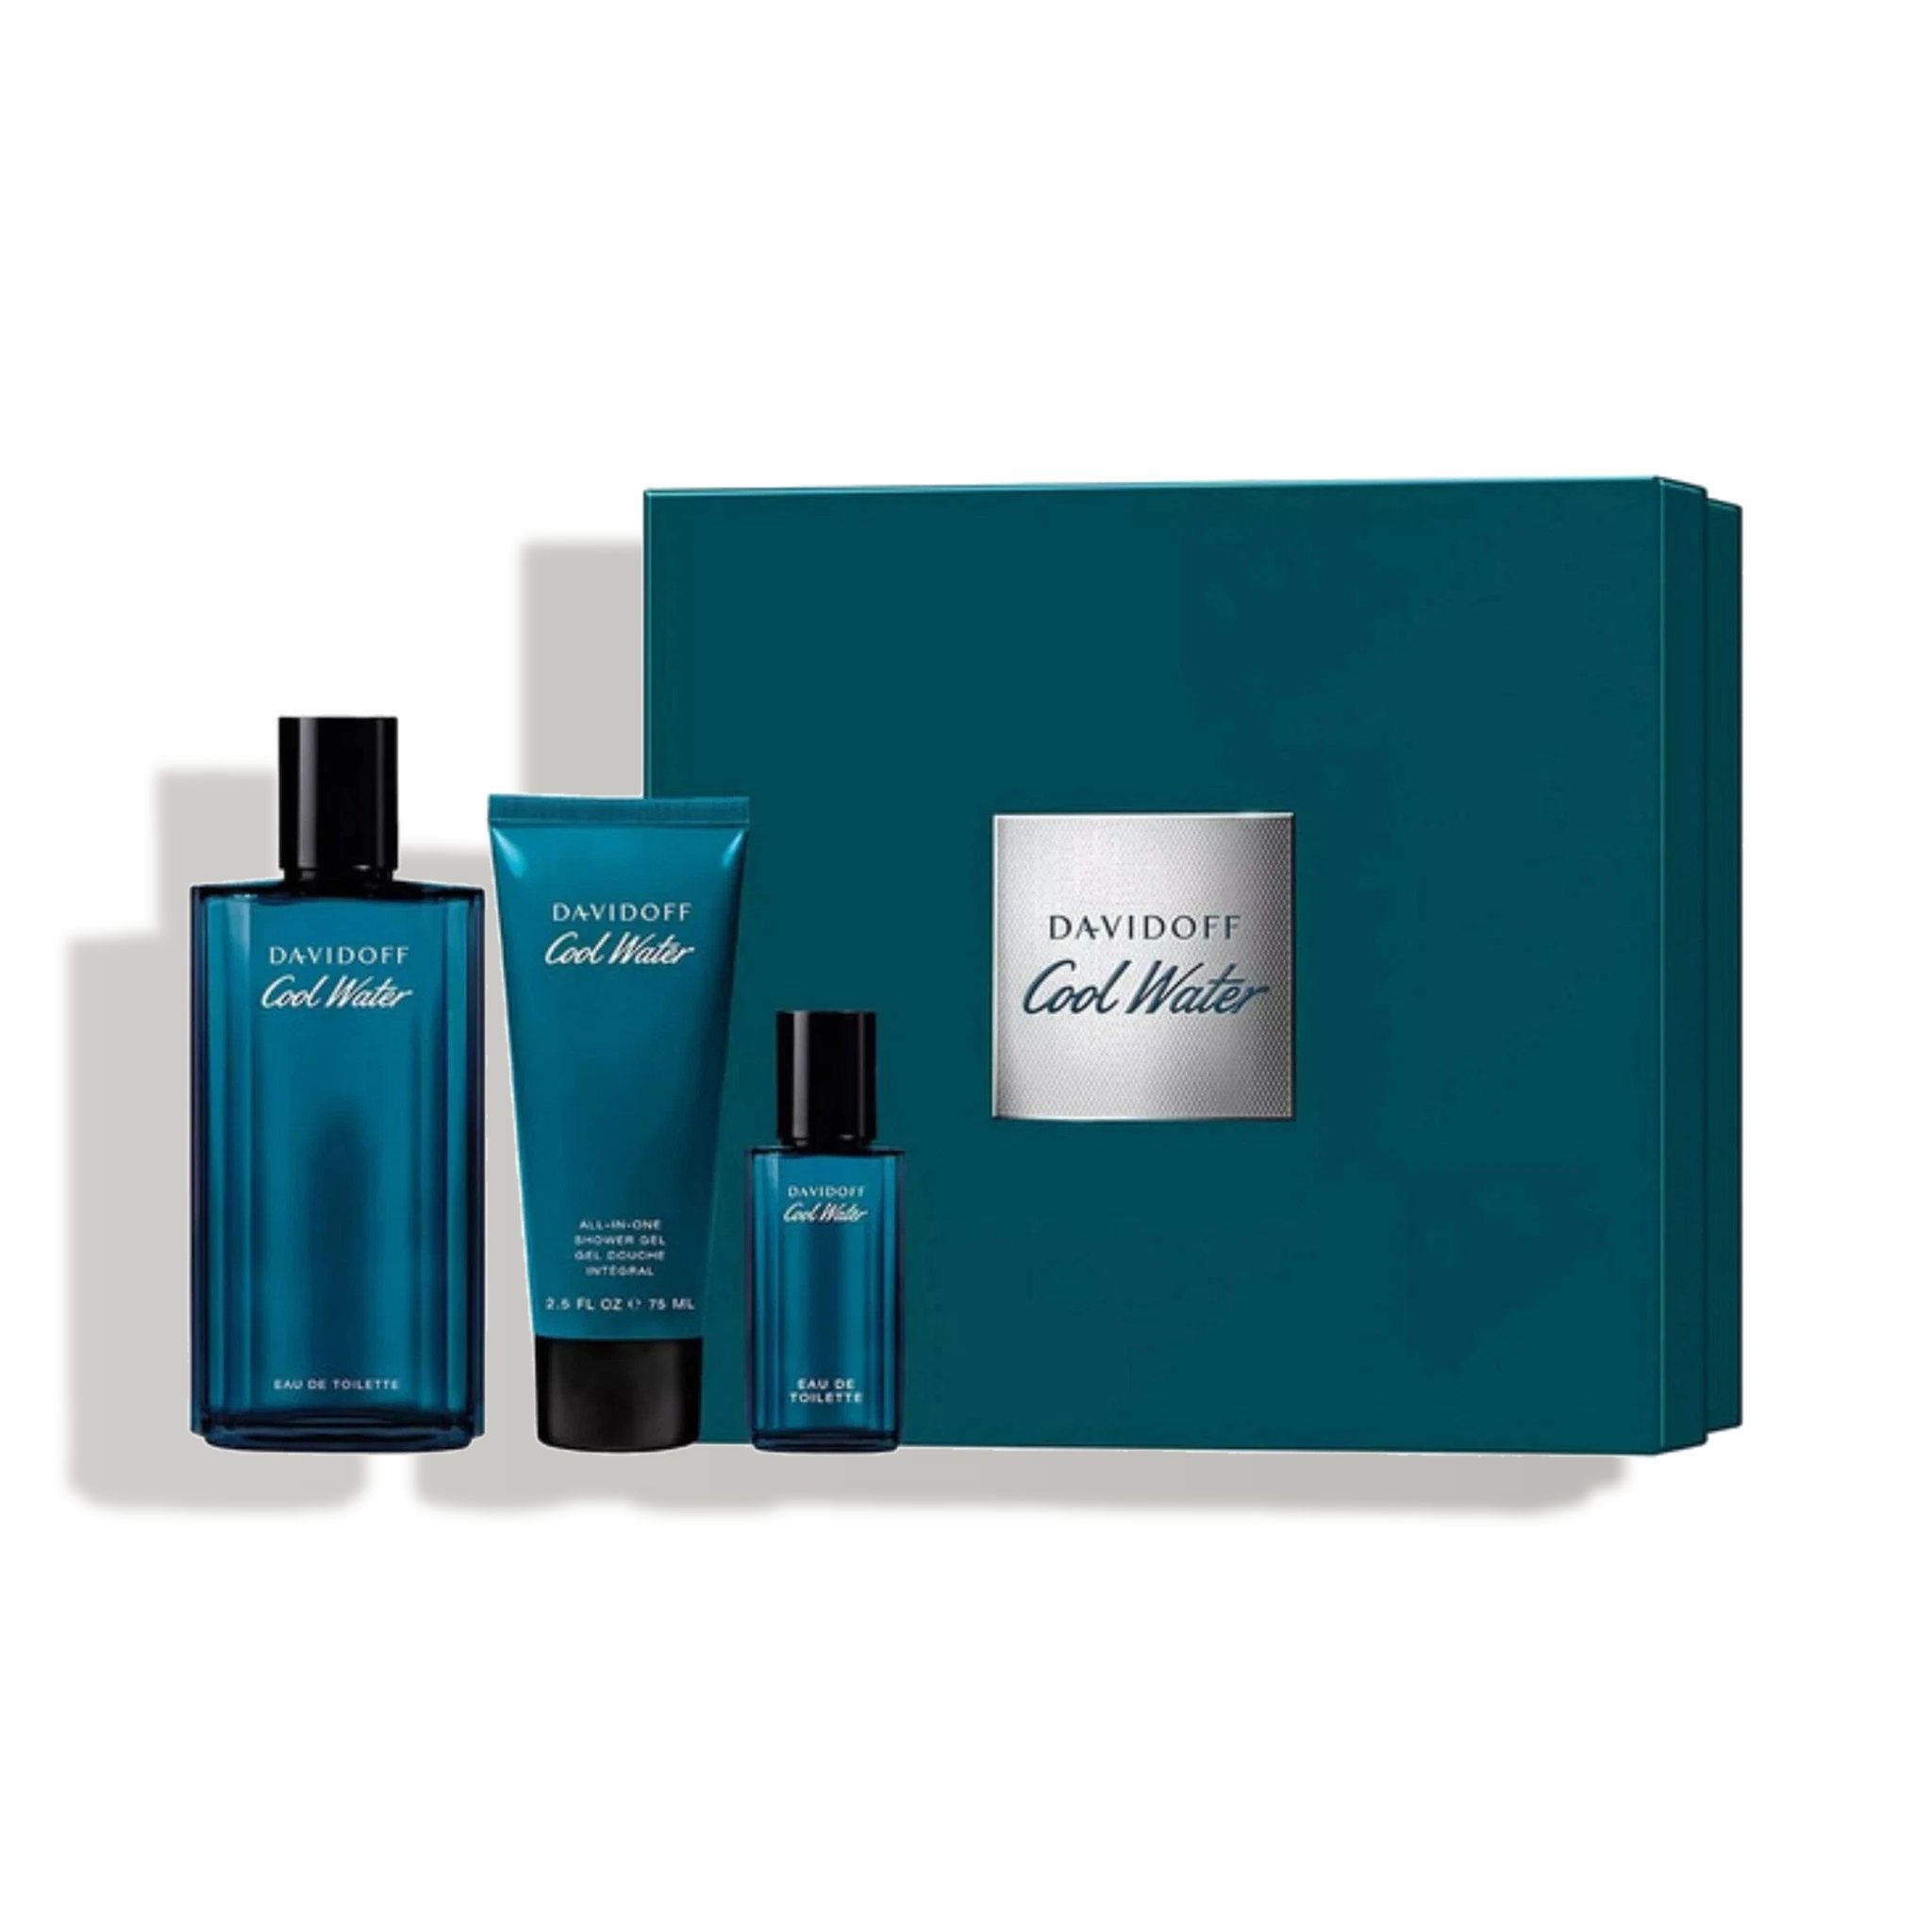 DAVIDOFF
Cool Water
EAU DE TOILETTE
DAVIDOFF
Cool Water
ALL-IN-ONE
SHOWER GEL
GEL DOUCHE
INTÉGRAL
2.5 FL OZ ℮ 75 ML
DAVIDOFF
Cool Water
EAU DE
TOILETTE
DAVIDOFF
Cool Water